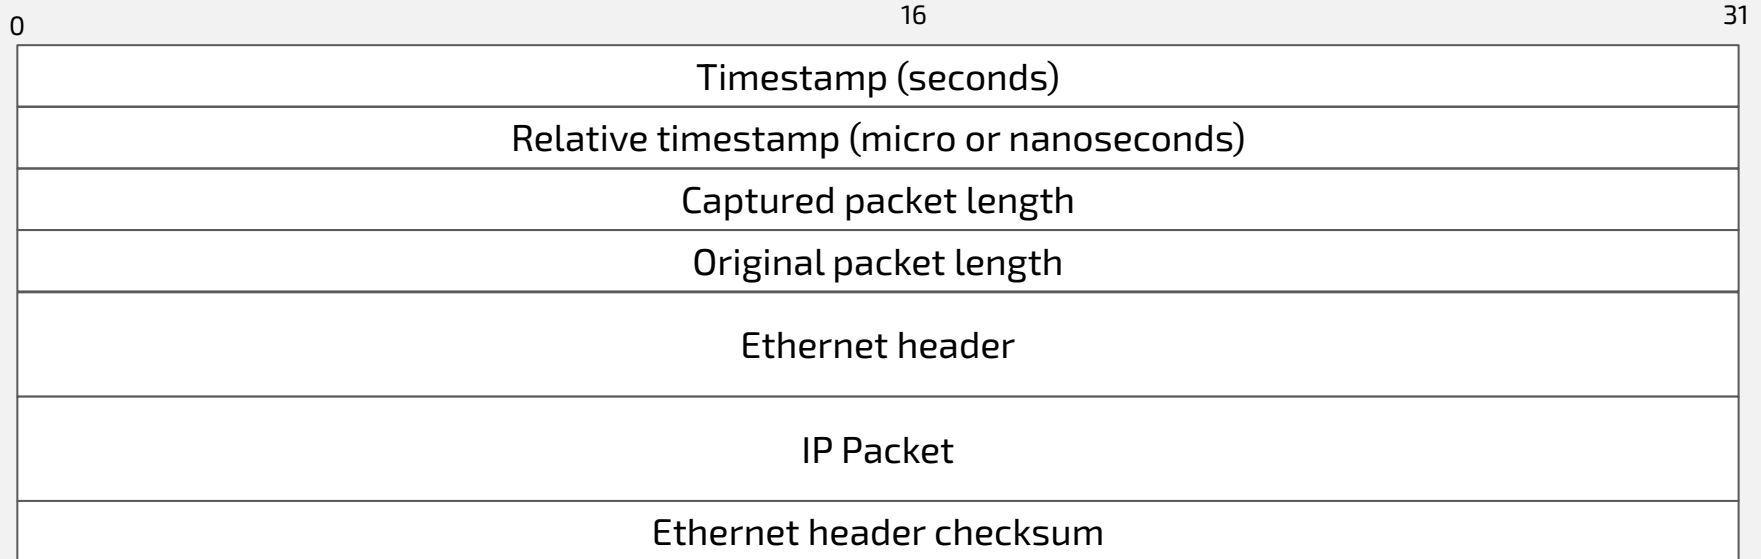 0 16 31
Timestamp (seconds)
Relative timestamp (micro or nanoseconds)
Captured packet length
Original packet length
Ethernet header
IP Packet
Ethernet header checksum